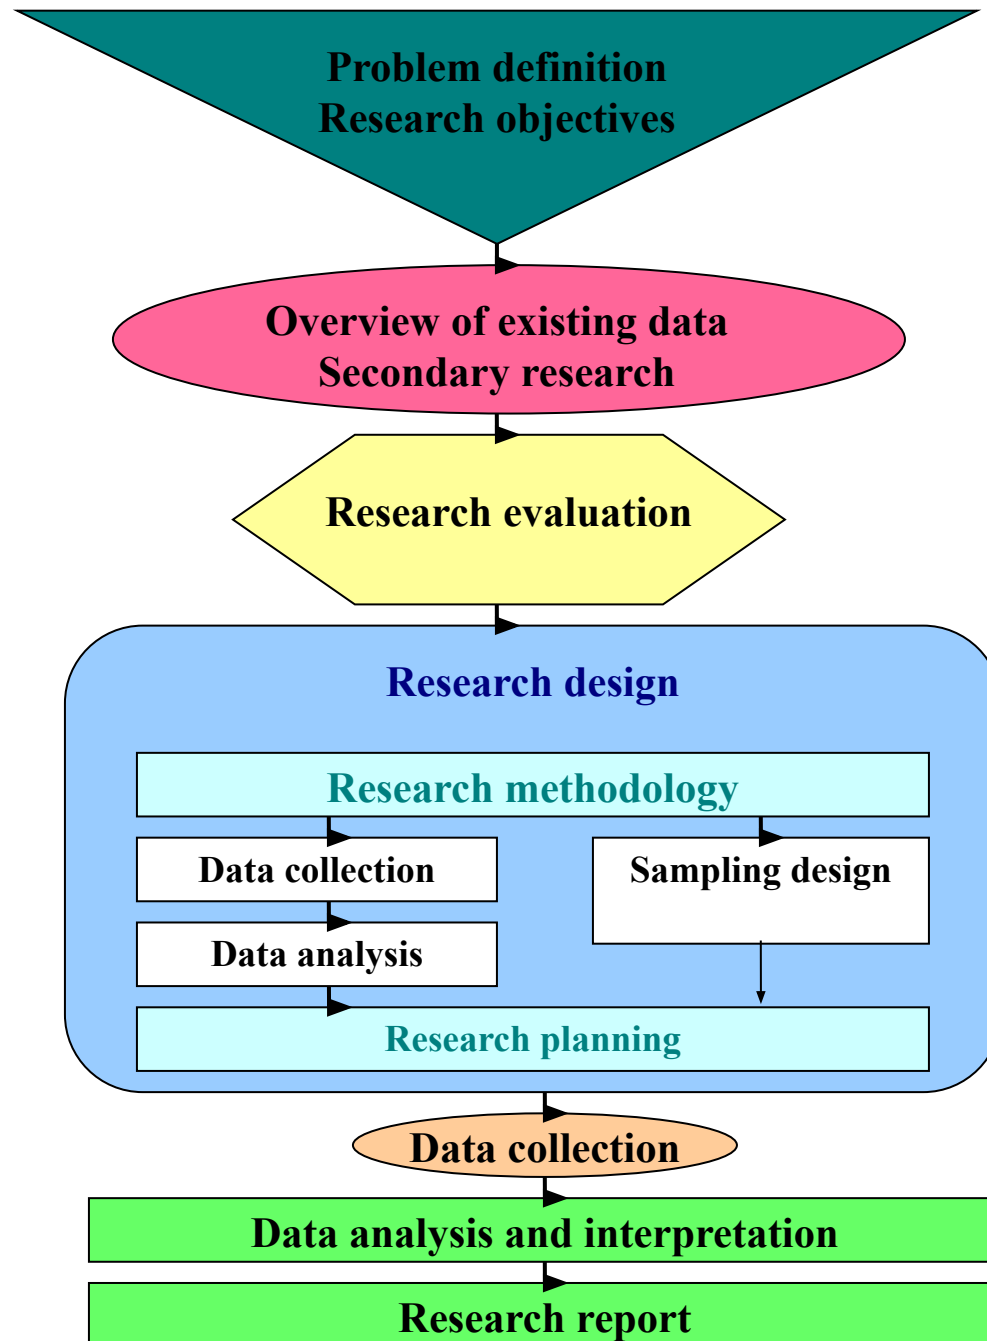 Problem definition
Research objectives
Overview of existing data
Secondary research
Research evaluation
Research design
Research methodology
Data collection
Sampling design
Data analysis
Research planning
Data collection
Data analysis and interpretation
Research report